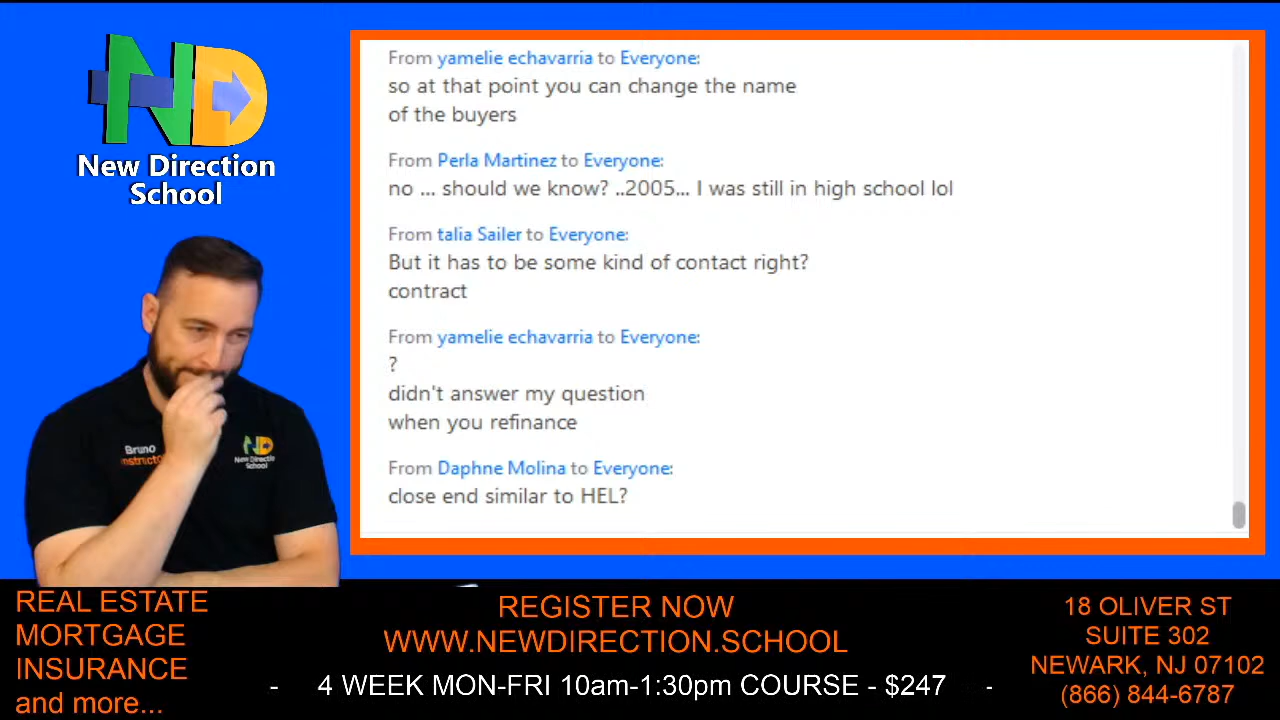 ND
New Direction
School
From yamelie echavarria to Everyone:
so at that point you can change the name
of the buyers
From Perla Martinez to Everyone:
no ... should we know? ..2005... I was still in high school lol
From talia Sailer to Everyone:
But it has to be some kind of contact right?
contract
From yamelie echavarria to Everyone:
?
didn't answer my question
when you refinance
From Daphne Molina to Everyone:
close end similar to HEL?
Bruno
ND
New
School
REAL ESTATE
MORTGAGE
INSURANCE
and more...
REGISTER NOW
WWW.NEWDIRECTION.SCHOOL
- 4 WEEK MON-FRI 10am-1:30pm COURSE - $247 -
18 OLIVER ST
SUITE 302
NEWARK, NJ 07102
(866) 844-6787